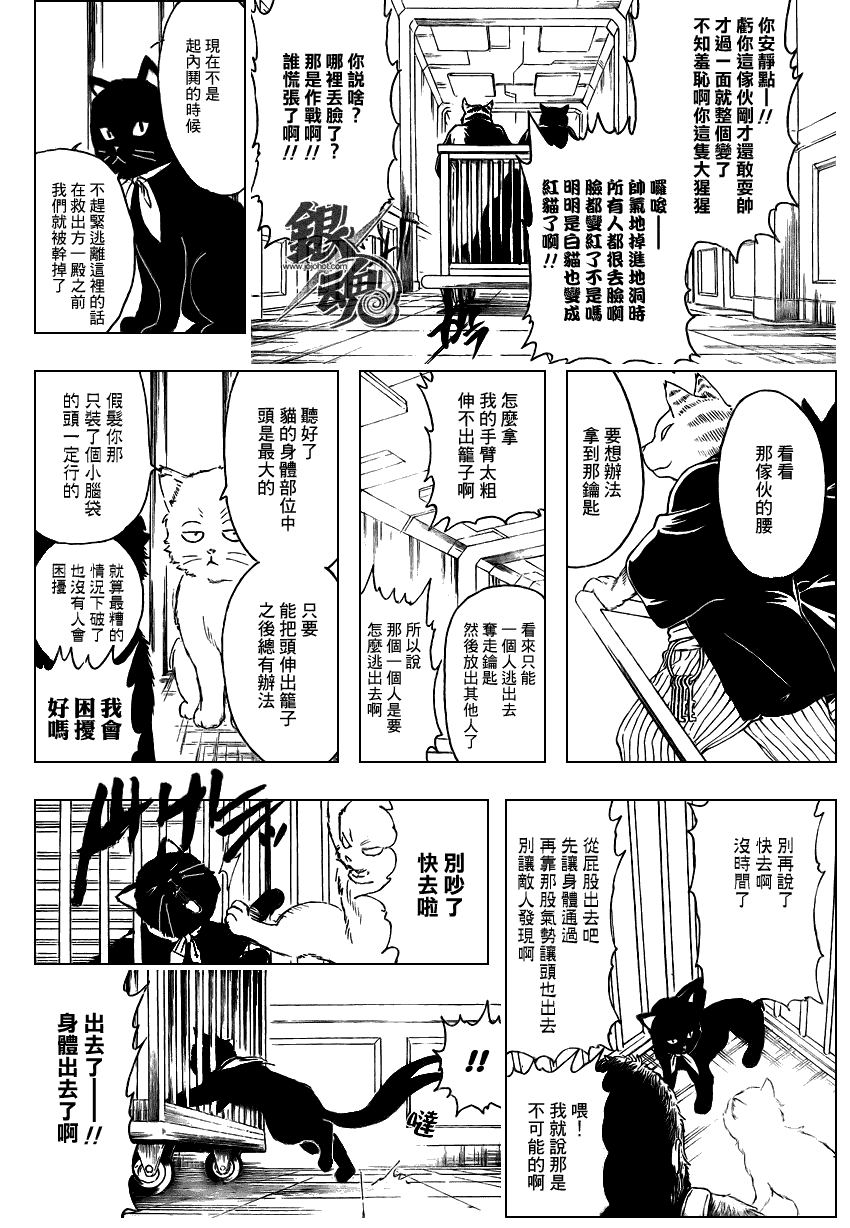 你安靜點—!!
虧你這傢伙剛才還敢耍帥
才過一面就整個變了
不知羞恥啊你這隻大猩猩
囉唆——
帥氣地掉進地洞時
所有人都很丟臉啊
臉都變紅了不是嗎
明明是白貓也變成
紅貓了啊!!
你說啥?
哪裡丟臉了?
那是作戰啊!!
誰慌張了啊!!
銀魂
www.jojohot.com
現在不是
起內鬨的時候
不趕緊逃離這裡的話
在救出方一殿之前
我們就被幹掉了
看看
那傢伙的腰
要想辦法
拿到那鑰匙
怎麼拿
我的手臂太粗
伸不出籠子啊
看來只能
一個人逃出去
奪走鑰匙
然後放出其他人了
所以說
那個一個人是要
怎麼逃出去啊
聽好了
貓的身體部位中
頭是最大的
只要
能把頭伸出籠子
之後總有辦法
假髮你那
只裝了個小腦袋
的頭一定行的
就算最糟的
情況下破了
也沒有人會
困擾
我會
困擾
好嗎
別再說了
快去啊
沒時間了
從屁股出去吧
先讓身體通過
再靠那股氣勢讓頭也出去
別讓敵人發現啊
喂!
我就說那是
不可能的啊
別吵了
快去啦
!!
噠
出去了——!!
身體出去了啊